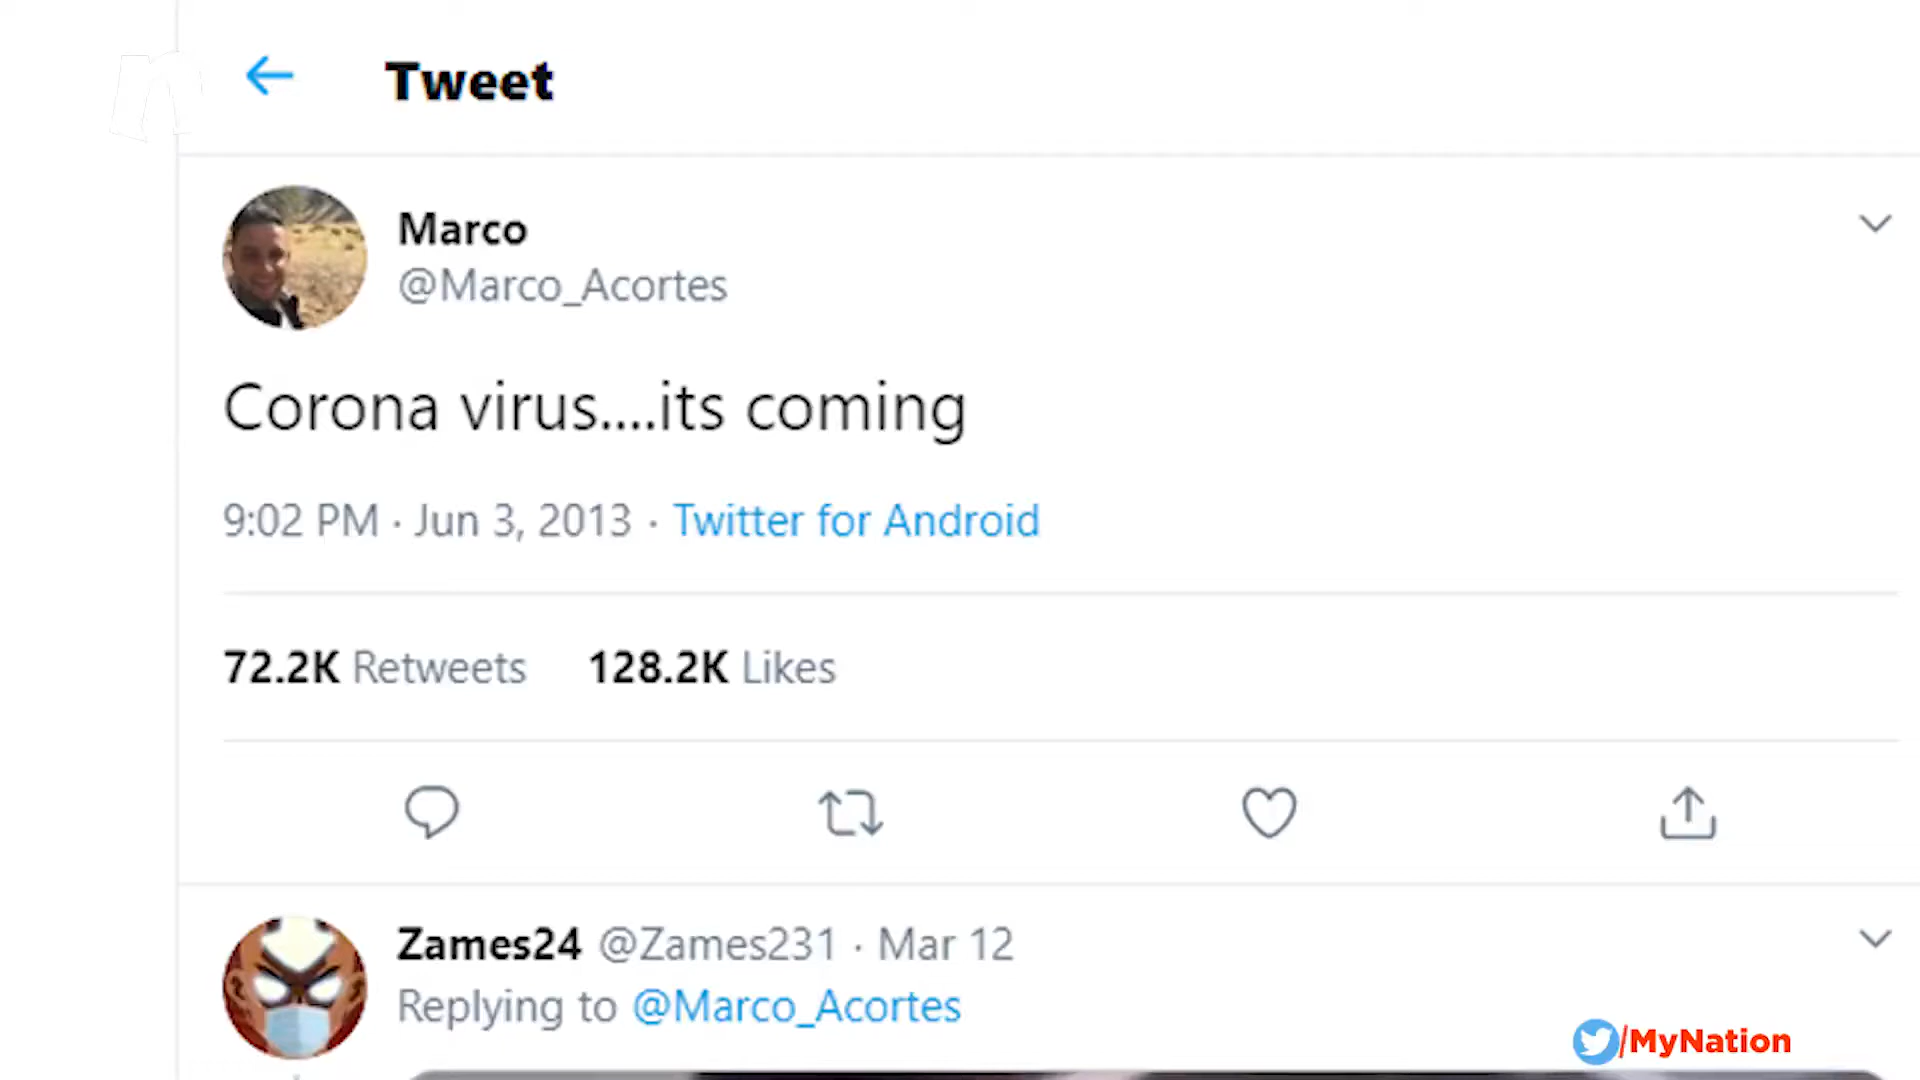 Tweet
Marco
@Marco_Acortes
Corona virus....its coming
9:02 PM · Jun 3, 2013 · Twitter for Android
72.2K Retweets 128.2K Likes
Zames24 @Zames231 · Mar 12
Replying to @Marco_Acortes
/MyNation
n